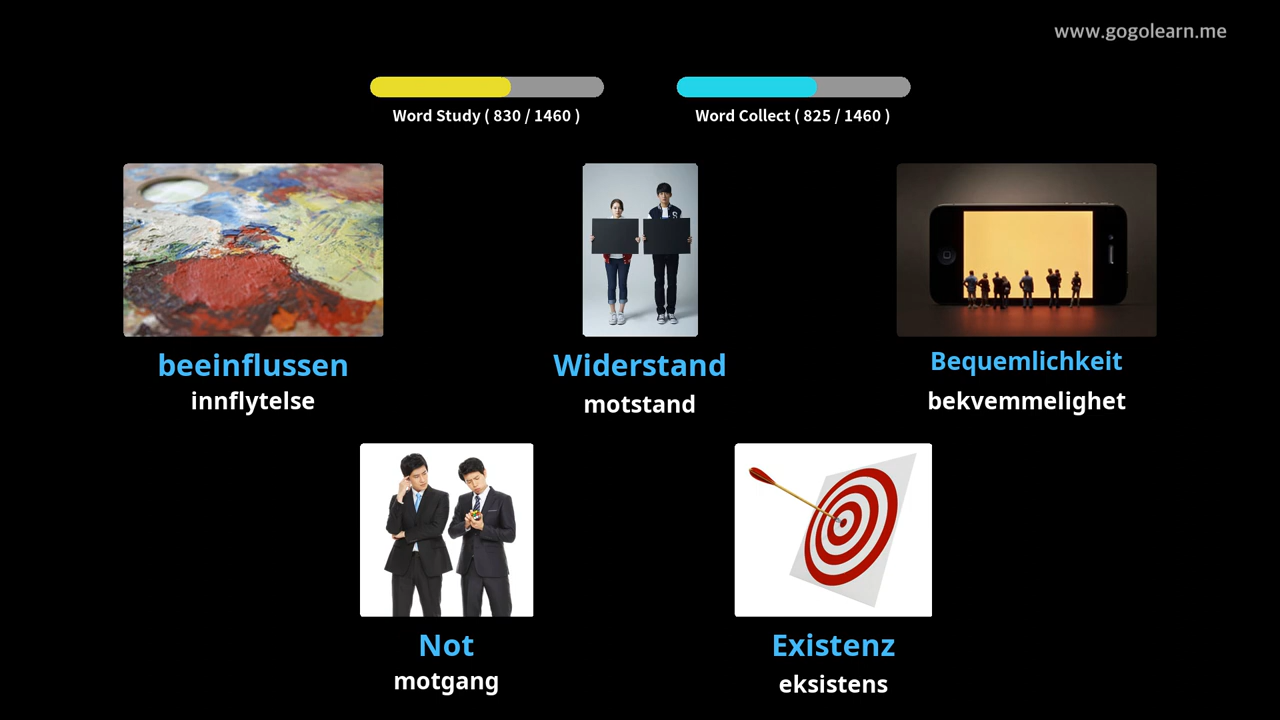 www.gogolearn.me
Word Study ( 830 / 1460 )
Word Collect ( 825 / 1460 )
beeinflussen
innflytelse
Widerstand
motstand
Bequemlichkeit
bekvemmelighet
Not
motgang
Existenz
eksistens